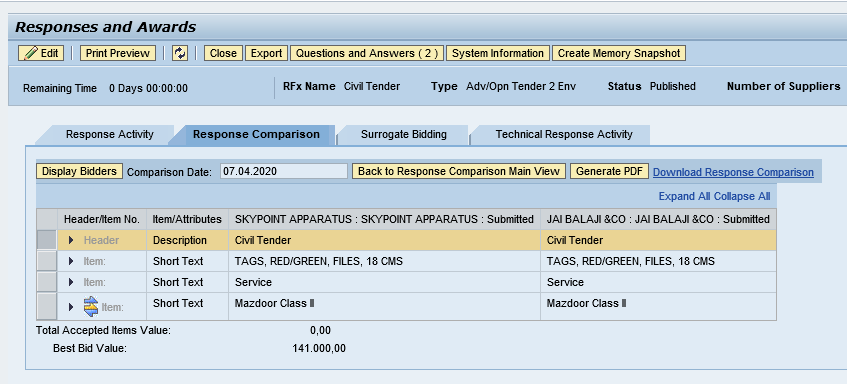 Responses and Awards
Edit Print Preview Close Export Questions and Answers ( 2 ) System Information Create Memory Snapshot
Remaining Time 0 Days 00:00:00 RFx Name Civil Tender Type Adv/Opn Tender 2 Env Status Published Number of Suppliers
Response Activity Response Comparison Surrogate Bidding Technical Response Activity
Display Bidders Comparison Date: 07.04.2020 Back to Response Comparison Main View Generate PDF Download Response Comparison
Expand All Collapse All
Header/Item No. Item/Attributes SKYPOINT APPARATUS : SKYPOINT APPARATUS : Submitted JAI BALAJI &CO : JAI BALAJI &CO : Submitted
Header Description Civil Tender Civil Tender
Item: Short Text TAGS, RED/GREEN, FILES, 18 CMS TAGS, RED/GREEN, FILES, 18 CMS
Item: Short Text Service Service
Item: Short Text Mazdoor Class II Mazdoor Class II
Total Accepted Items Value: 0,00
Best Bid Value: 141.000,00